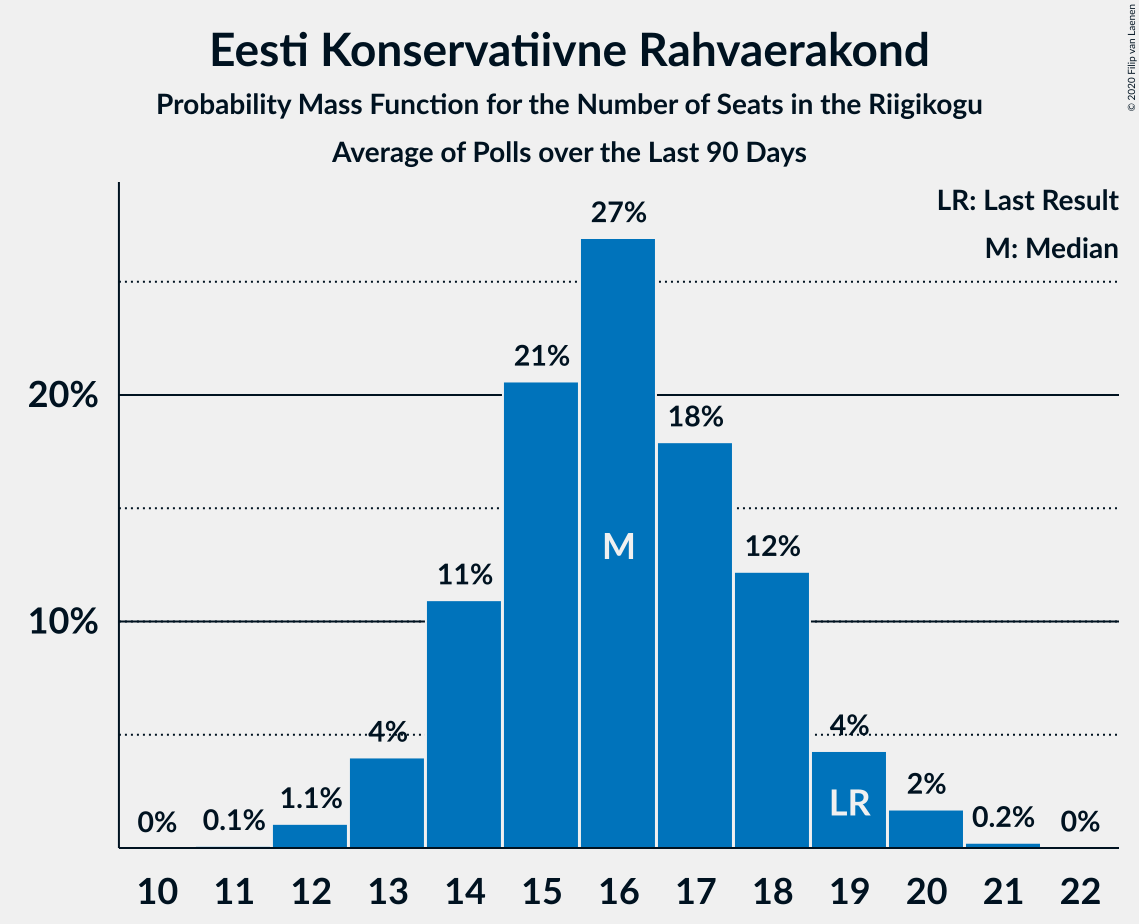 Eesti Konservatiivne Rahvaerakond
Probability Mass Function for the Number of Seats in the Riigikogu
Average of Polls over the Last 90 Days
© 2020 Filip van Laenen
LR: Last Result
M: Median
27%
21%
20%
18%
M
12%
11%
10%
4%
4%
LR
2%
1.1%
0%
0.1%
0.2%
0%
10 11 12 13 14 15 16 17 18 19 20 21 22